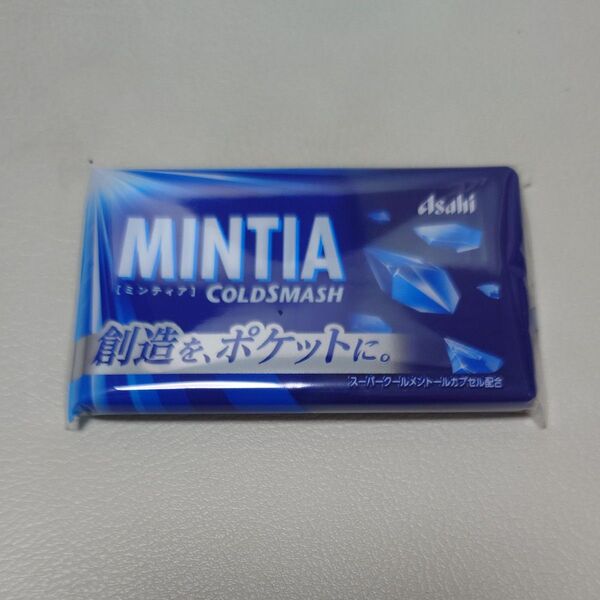 Asahi
MINTIA
[ミンティア] COLDSMASH
創造を、ポケットに。
スーパークールメントールカプセル配合